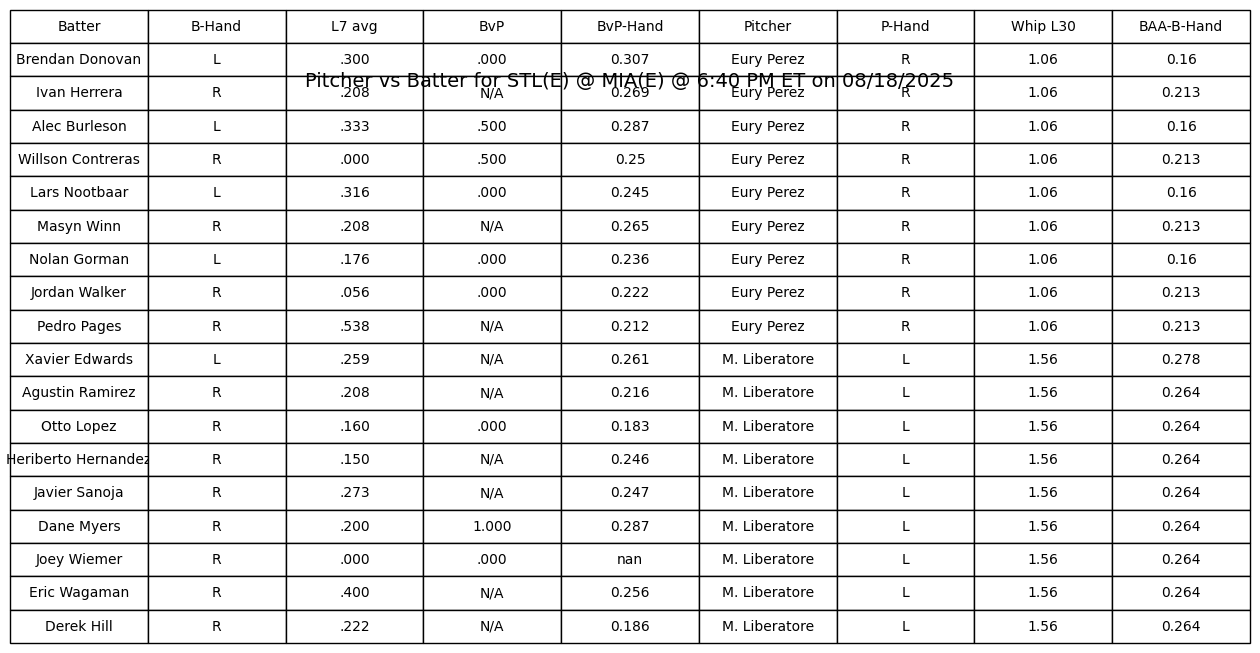 Batter B-Hand L7 avg BvP BvP-Hand Pitcher P-Hand Whip L30 BAA-B-Hand
Brendan Donovan L .300 .000 0.307 Eury Perez R 1.06 0.16
Pitcher vs Batter for STL(E) @ MIA(E) @ 6:40 PM ET on 08/18/2025
Ivan Herrera R .208 N/A 0.269 Eury Perez R 1.06 0.213
Alec Burleson L .333 .500 0.287 Eury Perez R 1.06 0.16
Willson Contreras R .000 .500 0.25 Eury Perez R 1.06 0.213
Lars Nootbaar L .316 .000 0.245 Eury Perez R 1.06 0.16
Masyn Winn R .208 N/A 0.265 Eury Perez R 1.06 0.213
Nolan Gorman L .176 .000 0.236 Eury Perez R 1.06 0.16
Jordan Walker R .056 .000 0.222 Eury Perez R 1.06 0.213
Pedro Pages R .538 N/A 0.212 Eury Perez R 1.06 0.213
Xavier Edwards L .259 N/A 0.261 M. Liberatore L 1.56 0.278
Agustin Ramirez R .208 N/A 0.216 M. Liberatore L 1.56 0.264
Otto Lopez R .160 .000 0.183 M. Liberatore L 1.56 0.264
Heriberto Hernandez R .150 N/A 0.246 M. Liberatore L 1.56 0.264
Javier Sanoja R .273 N/A 0.247 M. Liberatore L 1.56 0.264
Dane Myers R .200 1.000 0.287 M. Liberatore L 1.56 0.264
Joey Wiemer R .000 .000 nan M. Liberatore L 1.56 0.264
Eric Wagaman R .400 N/A 0.256 M. Liberatore L 1.56 0.264
Derek Hill R .222 N/A 0.186 M. Liberatore L 1.56 0.264